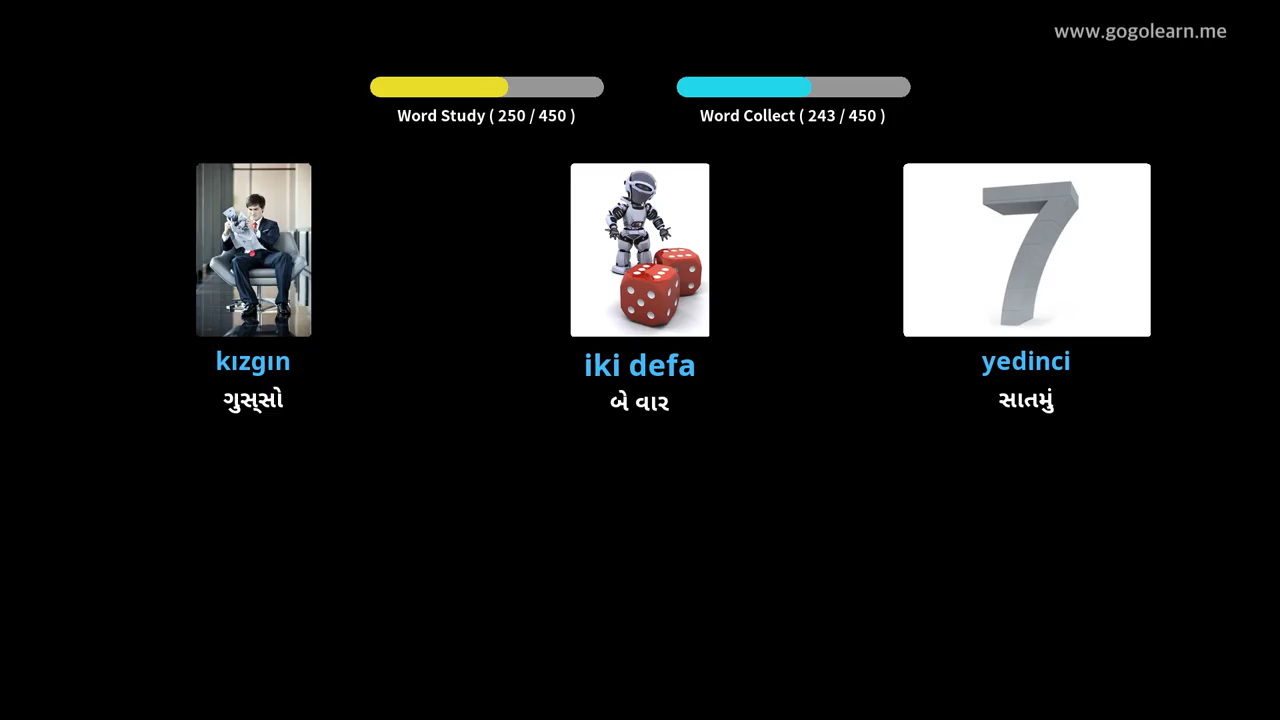 www.gogolearn.me
Word Study ( 250 / 450 )
Word Collect ( 243 / 450 )
kızgın
iki defa
yedinci
ગુસ્સો
બે વાર
સાતમું